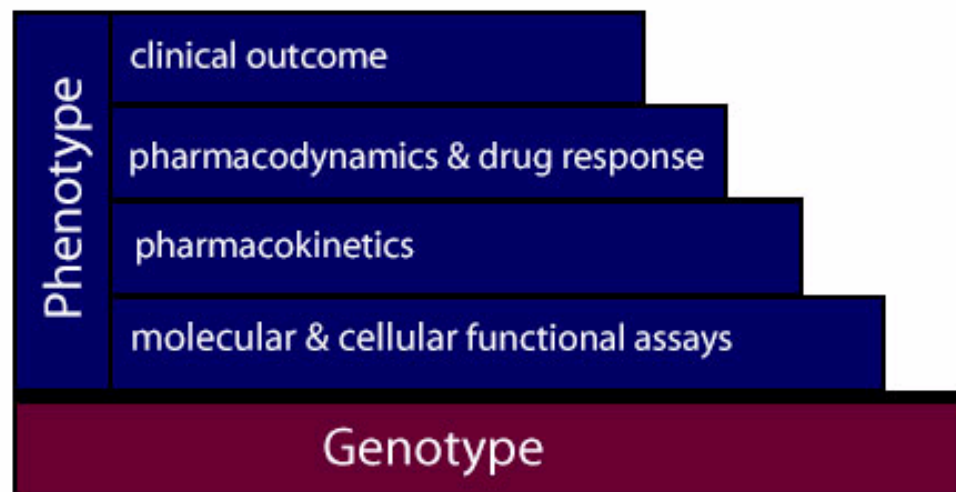 Phenotype
clinical outcome
pharmacodynamics & drug response
pharmacokinetics
molecular & cellular functional assays
Genotype